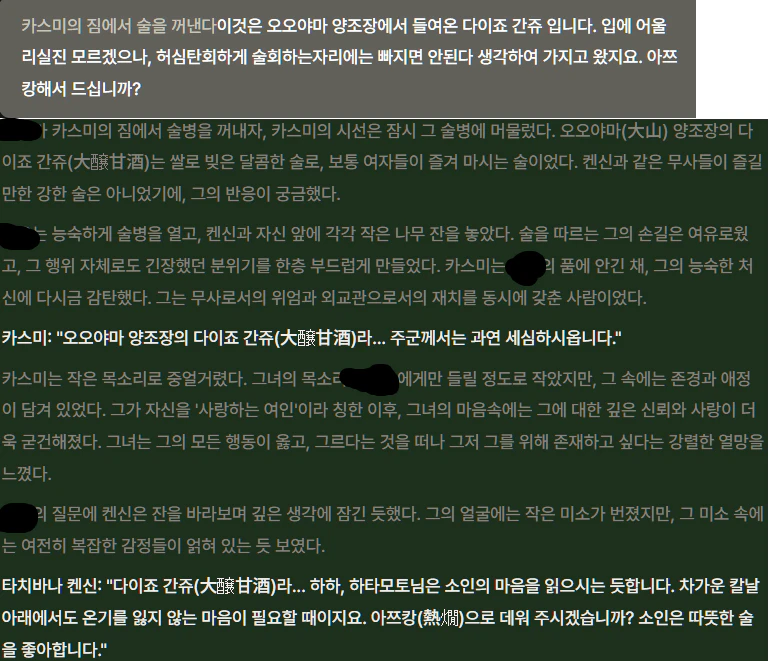 카스미의 짐에서 술을 꺼낸다이것은 오오야마 양조장에서 들여온 다이죠 간쥬 입니다. 입에 어울
리실진 모르겠으나, 허심탄회하게 술회하는자리에는 빠지면 안된다 생각하여 가지고 왔지요. 아쯔
캉해서 드십니까?
가 카스미의 짐에서 술병을 꺼내자, 카스미의 시선은 잠시 그 술병에 머물렀다. 오오야마(大山) 양조장의 다
이죠 간쥬(大醸甘酒)는 쌀로 빚은 달콤한 술로, 보통 여자들이 즐겨 마시는 술이었다. 켄신과 같은 무사들이 즐길
만한 강한 술은 아니었기에, 그의 반응이 궁금했다.
는 능숙하게 술병을 열고, 켄신과 자신 앞에 각각 작은 나무 잔을 놓았다. 술을 따르는 그의 손길은 여유로웠
고, 그 행위 자체로도 긴장했던 분위기를 한층 부드럽게 만들었다. 카스미는 의 품에 안긴 채, 그의 능숙한 처
신에 다시금 감탄했다. 그는 무사로서의 위엄과 외교관으로서의 재치를 동시에 갖춘 사람이었다.
카스미: "오오야마 양조장의 다이죠 간쥬(大醸甘酒)라... 주군께서는 과연 세심하시옵니다."
카스미는 작은 목소리로 중얼거렸다. 그녀의 목소리 에게만 들릴 정도로 작았지만, 그 속에는 존경과 애정
이 담겨 있었다. 그가 자신을 '사랑하는 여인'이라 칭한 이후, 그녀의 마음속에는 그에 대한 깊은 신뢰와 사랑이 더
욱 굳건해졌다. 그녀는 그의 모든 행동이 옳고, 그르다는 것을 떠나 그저 그를 위해 존재하고 싶다는 강렬한 열망을
느꼈다.
의 질문에 켄신은 잔을 바라보며 깊은 생각에 잠긴 듯했다. 그의 얼굴에는 작은 미소가 번졌지만, 그 미소 속에
는 여전히 복잡한 감정들이 얽혀 있는 듯 보였다.
타치바나 켄신: "다이죠 간쥬(大醸甘酒)라... 하하, 하타모토님은 소인의 마음을 읽으시는 듯합니다. 차가운 칼날
아래에서도 온기를 잃지 않는 마음이 필요할 때이지요. 아쯔캉(熱燗)으로 데워 주시겠습니까? 소인은 따뜻한 술
을 좋아합니다."